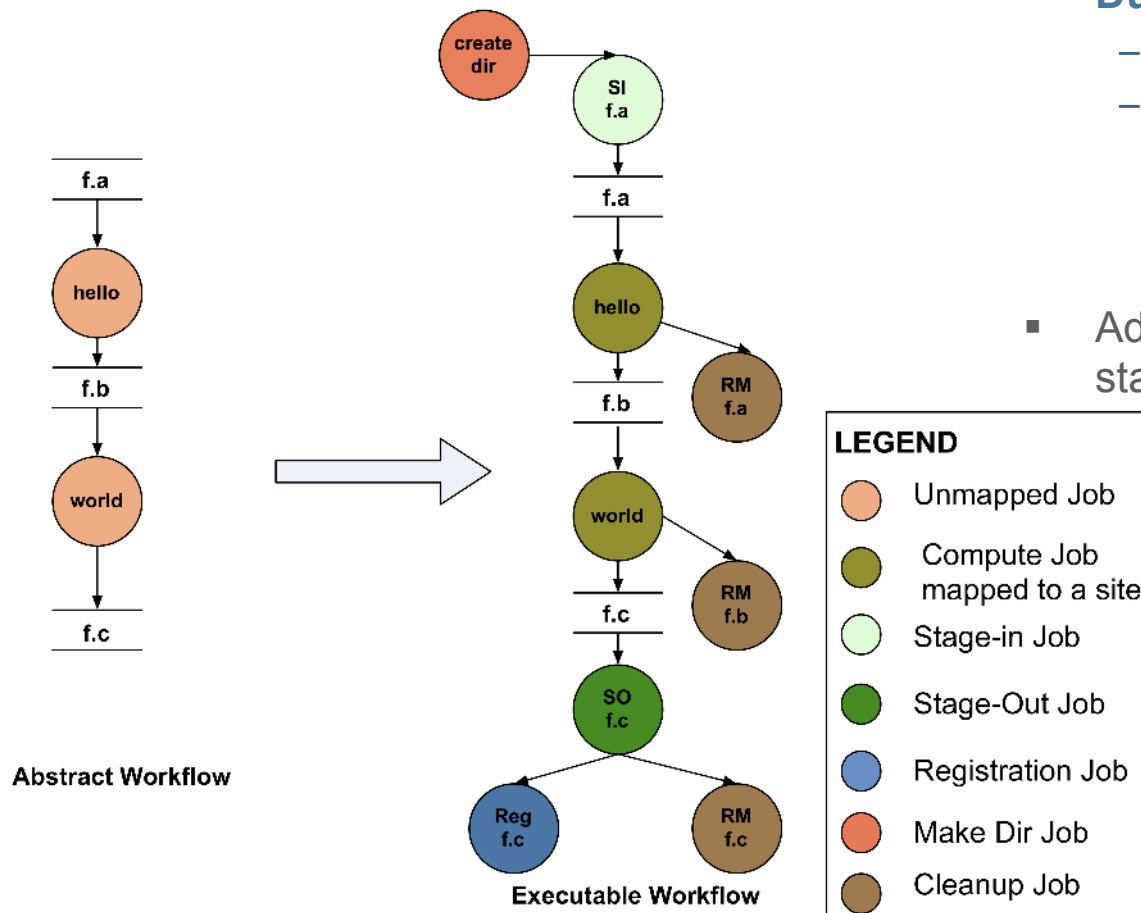 create
dir
SI
f.a
f.a
f.a
hello
hello
RM
f.a
f.b
f.b
world
world
RM
f.b
f.c
f.c
SO
f.c
Abstract Workflow
Reg
f.c
RM
f.c
Executable Workflow
–
–
▪
LEGEND
Unmapped Job
Compute Job
mapped to a site
Stage-in Job
Stage-Out Job
Registration Job
Make Dir Job
Cleanup Job